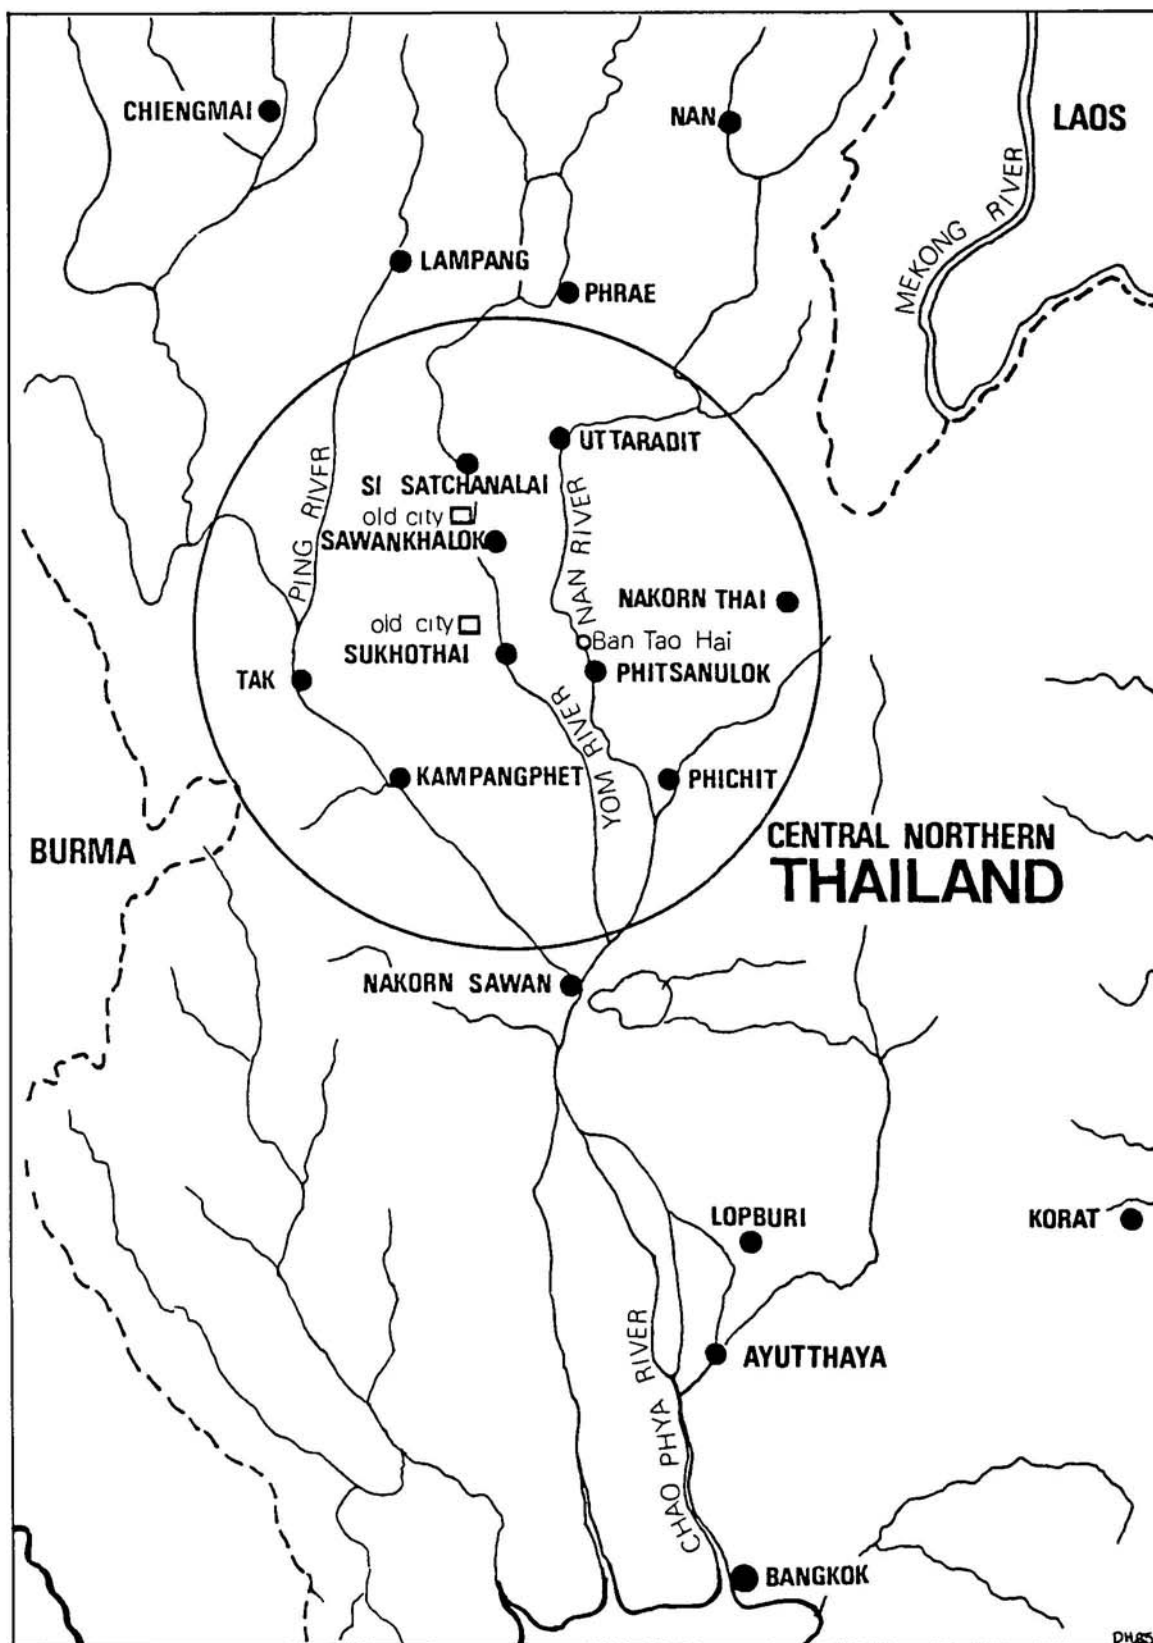 CHIENGMAI
NAN
LAOS
MEKONG RIVER
LAMPANG
PHRAE
UTTARADIT
SI SATCHANALAI
old city
SAWANKHALOK
PING RIVER
NAN RIVER
NAKORN THAI
old city
Ban Tao Hai
SUKHOTHAI
PHITSANULOK
TAK
YOM RIVER
KAMPANGPHET
PHICHIT
BURMA
CENTRAL NORTHERN
THAILAND
NAKORN SAWAN
LOPBURI
KORAT
CHAO PHYA RIVER
AYUTTHAYA
BANGKOK
DH85